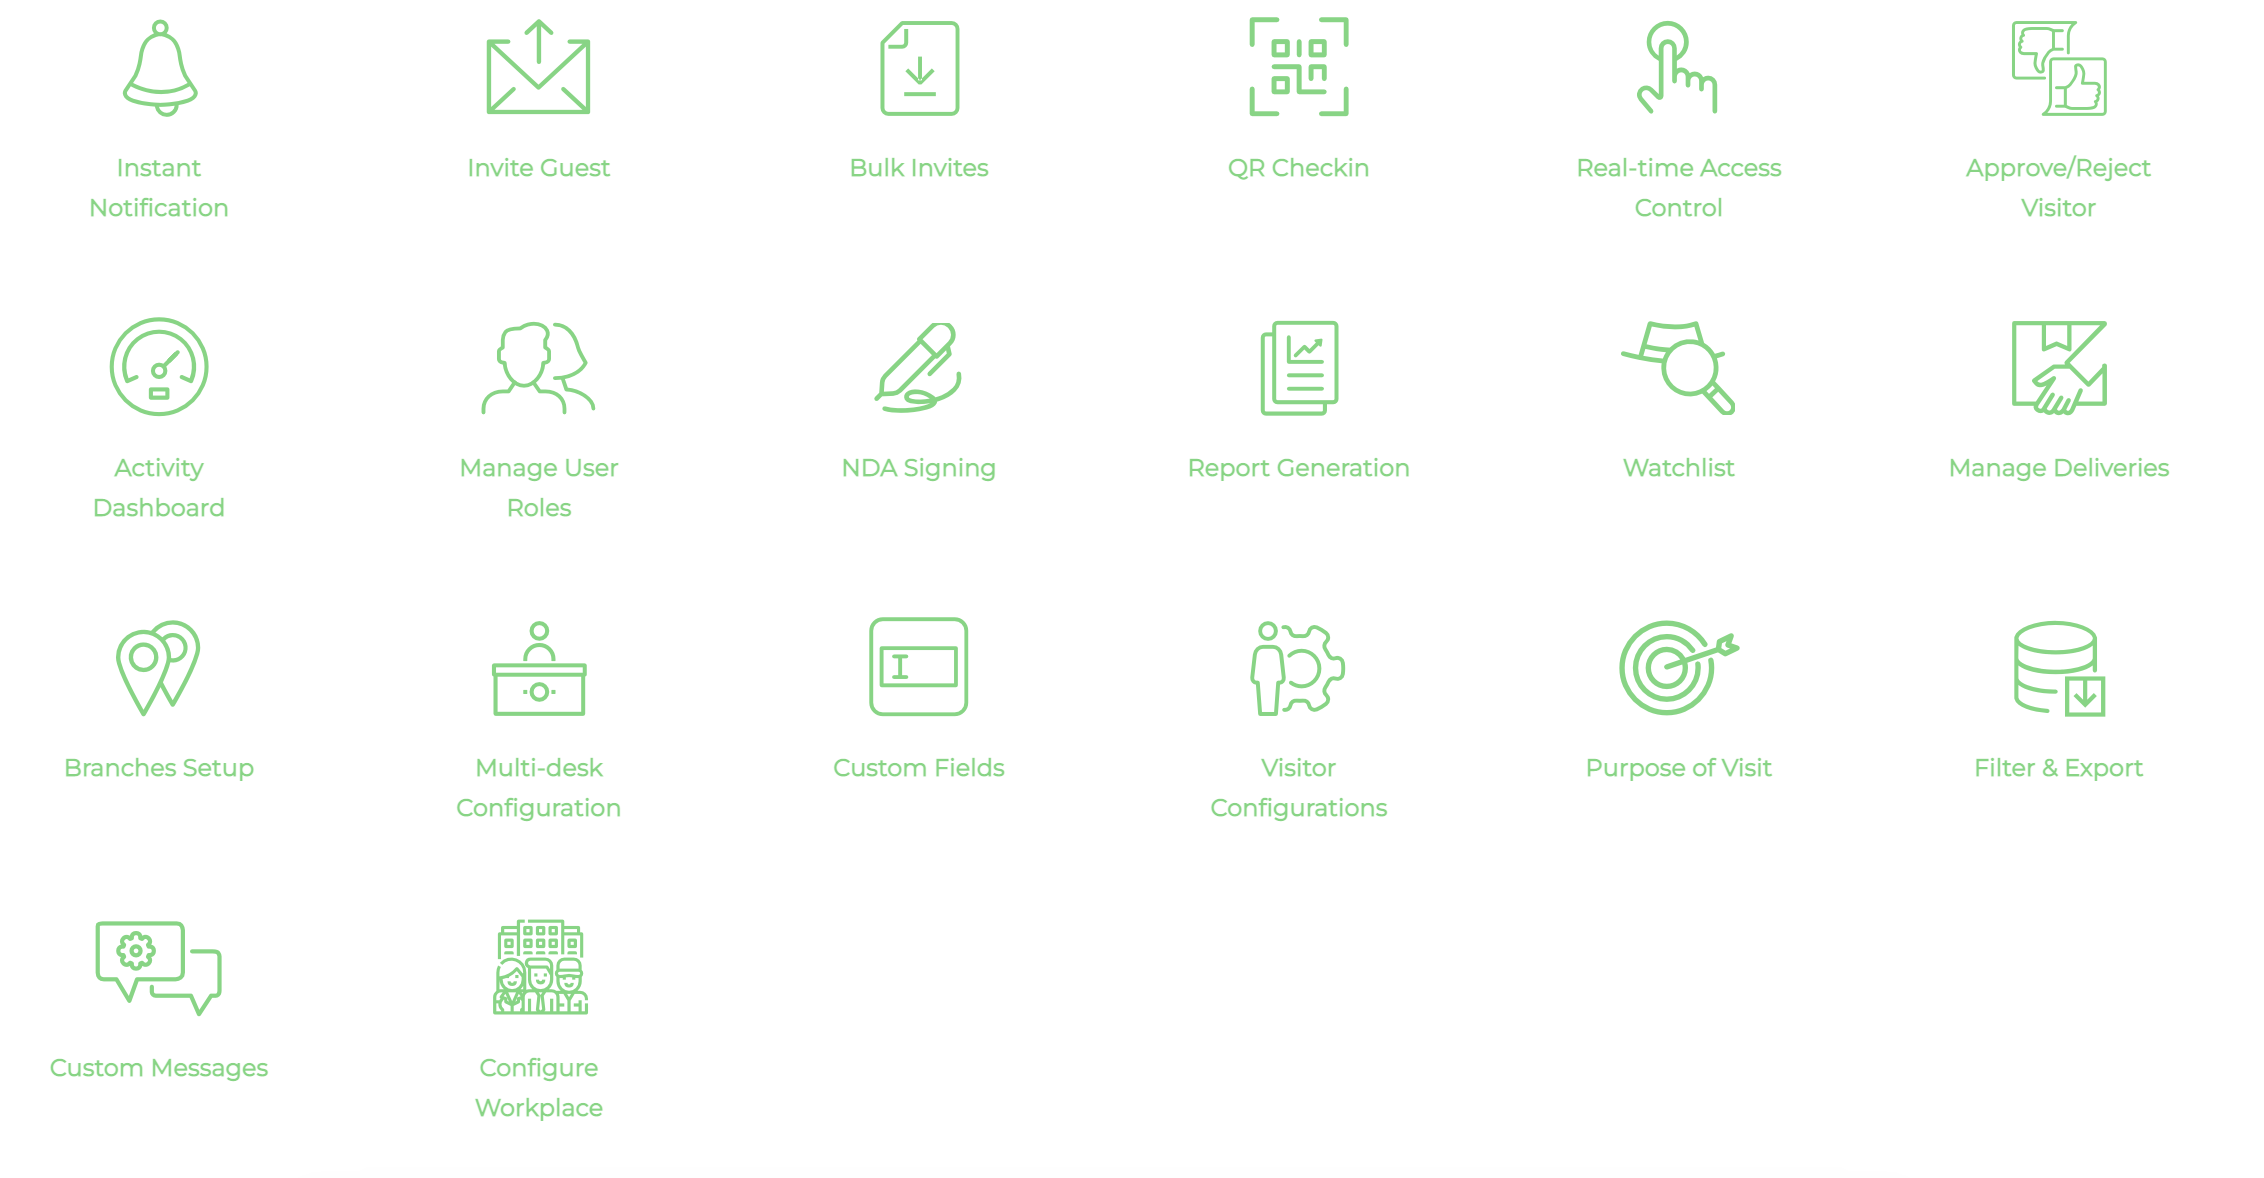 Instant
Notification
Invite Guest
Bulk Invites
QR Checkin
Real-time Access
Control
Approve/Reject
Visitor
Activity
Dashboard
Manage User
Roles
NDA Signing
Report Generation
Watchlist
Manage Deliveries
Branches Setup
Multi-desk
Configuration
Custom Fields
Visitor
Configurations
Purpose of Visit
Filter & Export
Custom Messages
Configure
Workplace